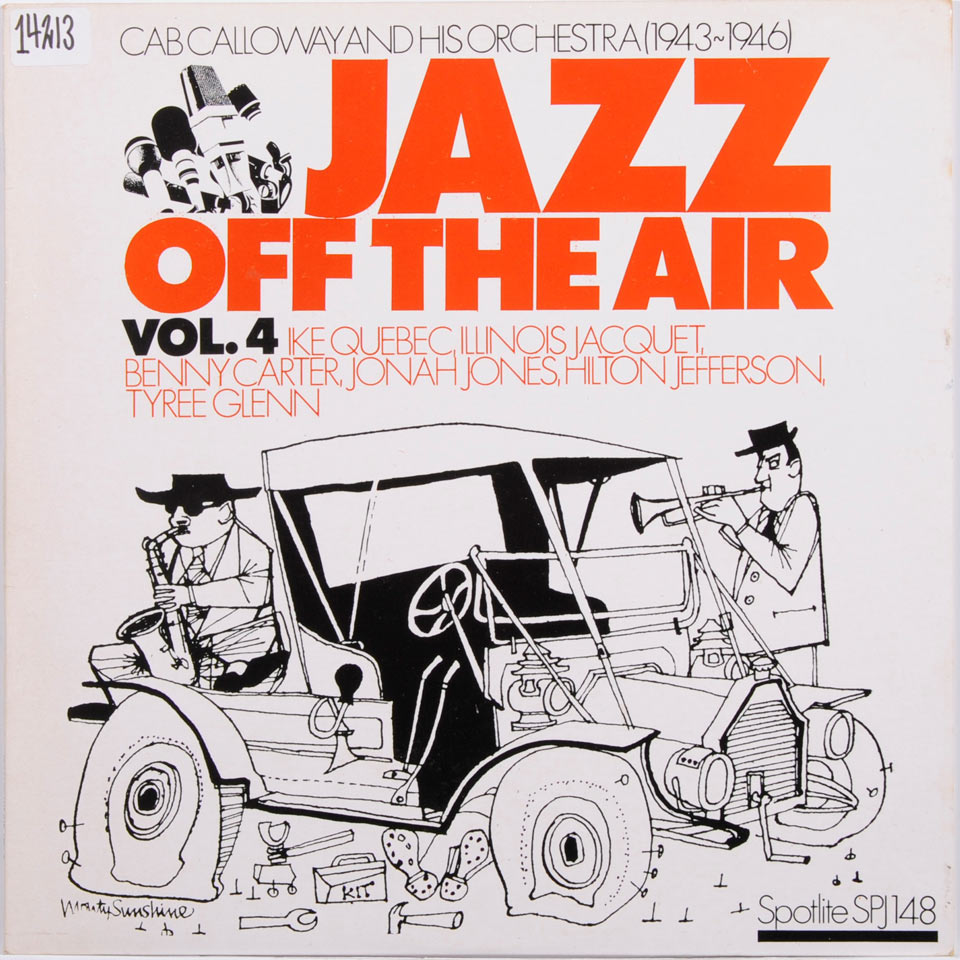 14213
CAB CALLOWAY AND HIS ORCHESTRA (1943~1946)
JAZZ
OFF THE AIR
VOL. 4 IKE QUEBEC, ILLINOIS JACQUET,
BENNY CARTER, JONAH JONES, HILTON JEFFERSON,
TYREE GLENN
KIT
Monty Sunshine
Spotlite SPJ 148